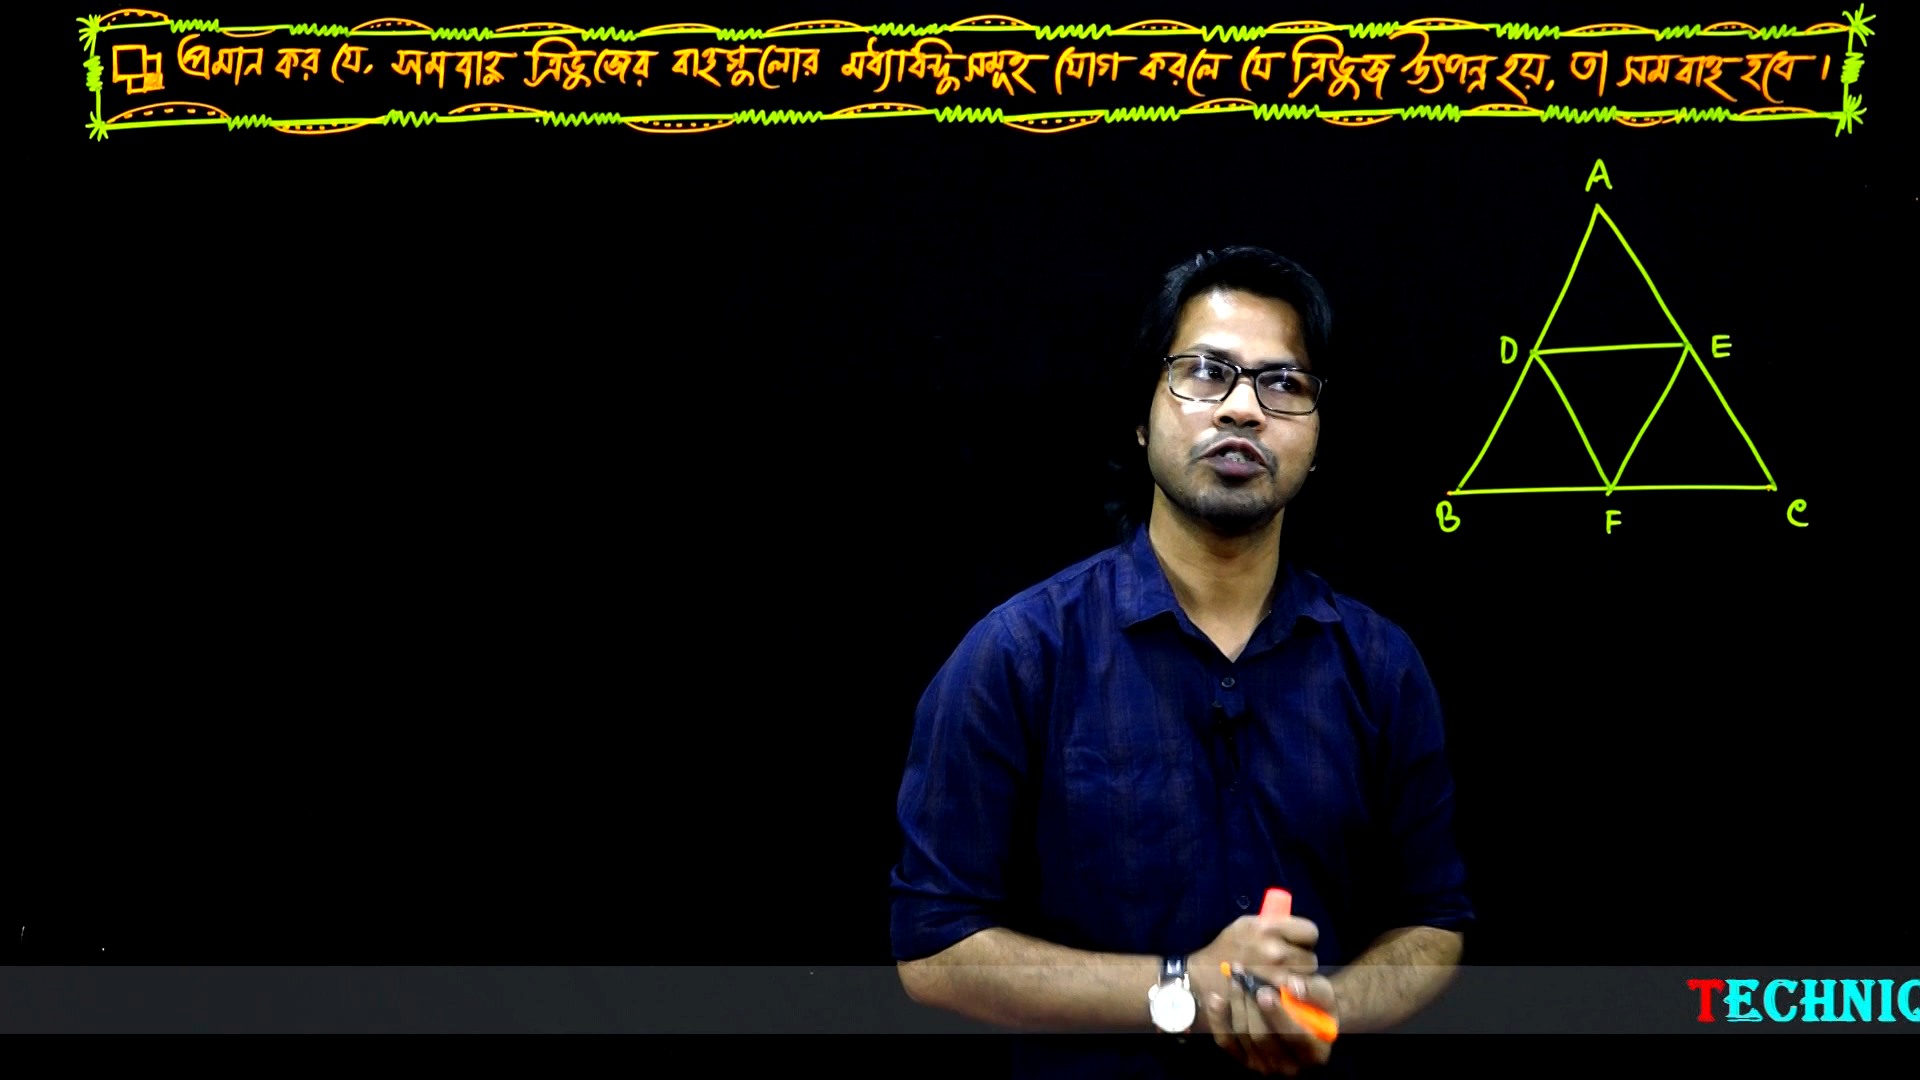 প্রমান কর যে, সমবাহু ত্রিভুজের বাহুগুলোর মধ্যবিন্দুসমূহ যোগ করলে যে ত্রিভুজ উৎপন্ন হয়, তা সমবাহু হবে।
A
D E
B F C
TECHNIC